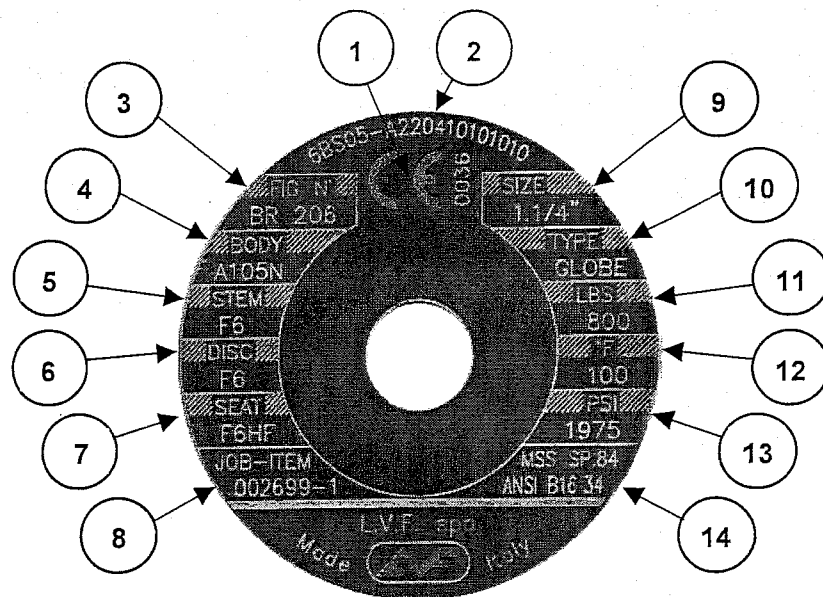 1
2
3
4
5
6
7
8
9
10
11
12
13
14
6BS05-A220410101010
CE 0036
FIG N°
BR 206
BODY
A105N
STEM
F6
DISC
F6
SEAT
F6HF
JOB-ITEM
002699-1
SIZE
1.1/4"
TYPE
GLOBE
LBS
800
°F
100
PSI
1975
MSS SP.84
ANSI B16.34
L.V.F. spa
Made Italy